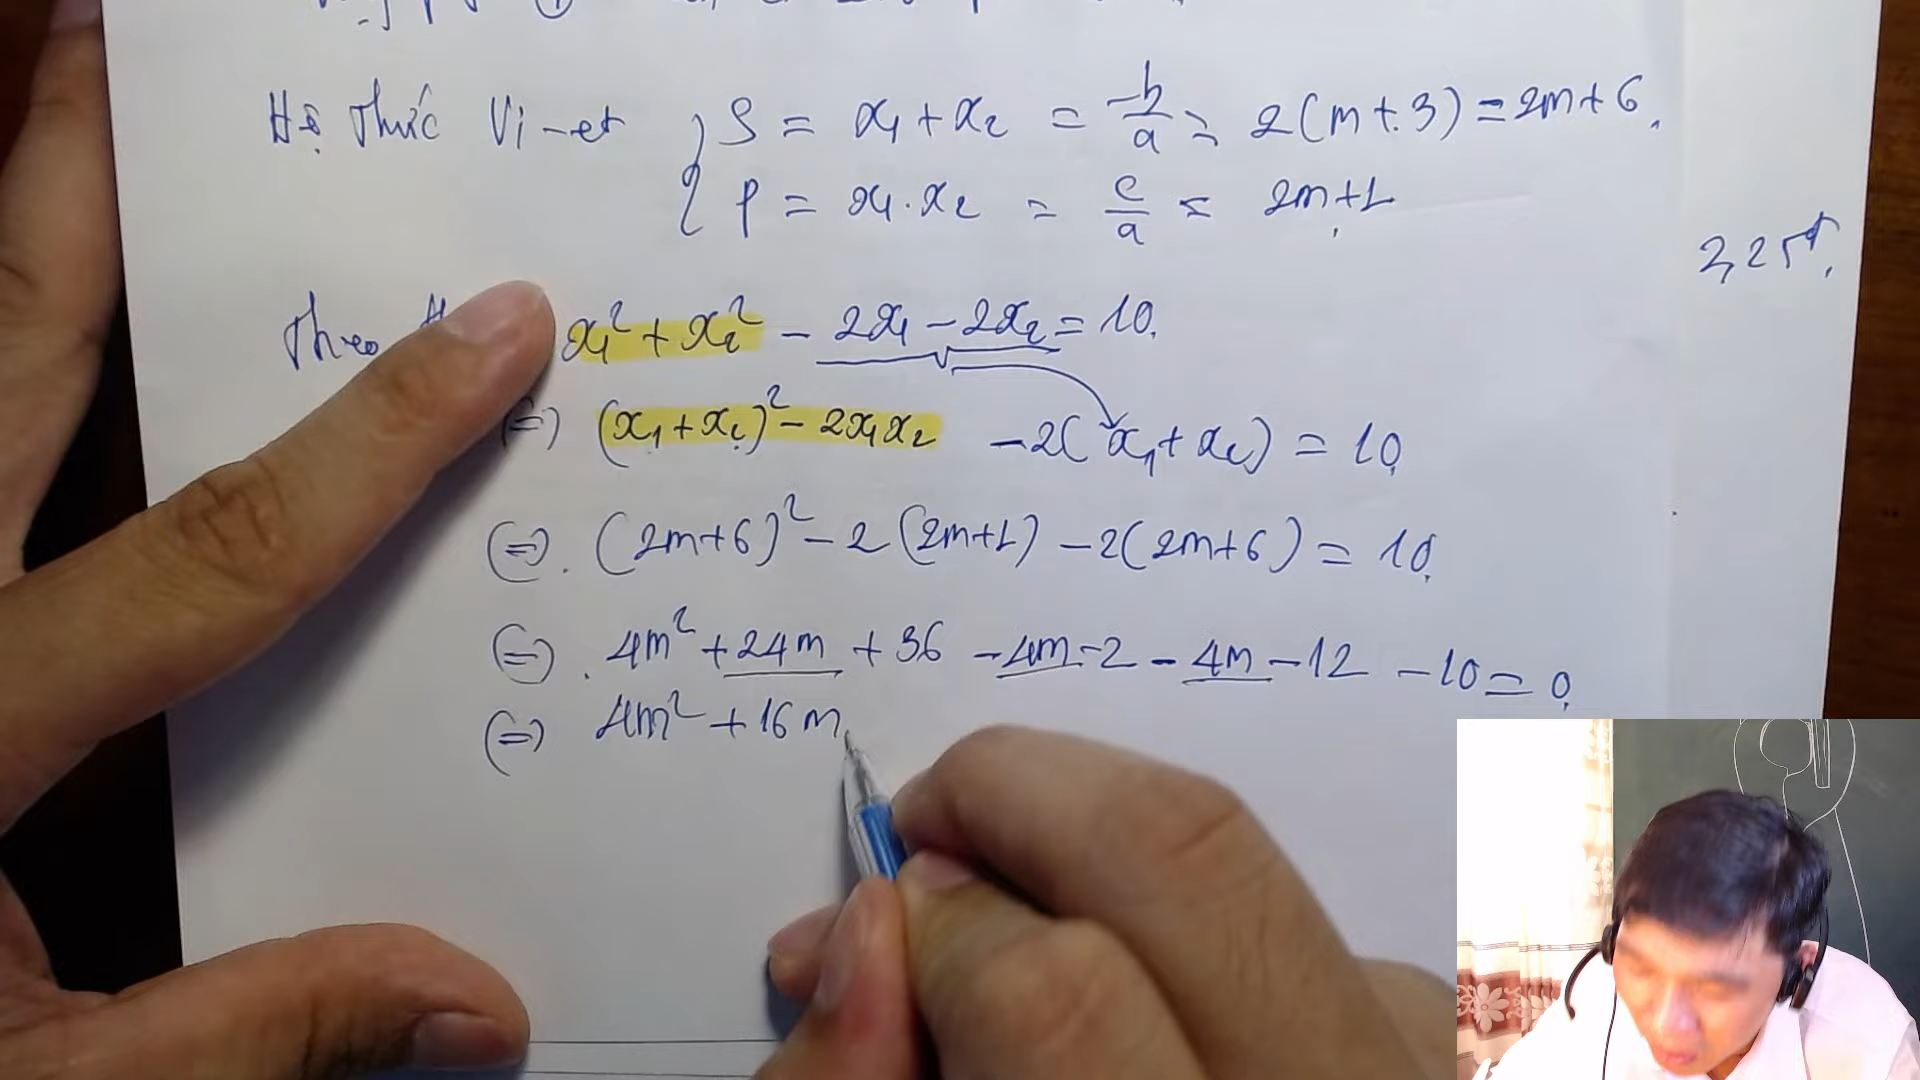 Hệ thức Vi-et { S = x₁ + x₂ = -b/a = 2(m+3) = 2m+6.
P = x₁.x₂ = c/a = 2m+1
2,25đ.
Theo x₁² + x₂² - 2x₁ - 2x₂ = 10.
(=) (x₁+x₂)² - 2x₁x₂ -2(x₁+x₂) = 10
(=). (2m+6)² - 2(2m+1) - 2(2m+6) = 10.
(=) . 4m² + 24m + 36 - 4m - 2 - 4m - 12 - 10 = 0.
(=) 4m² + 16m